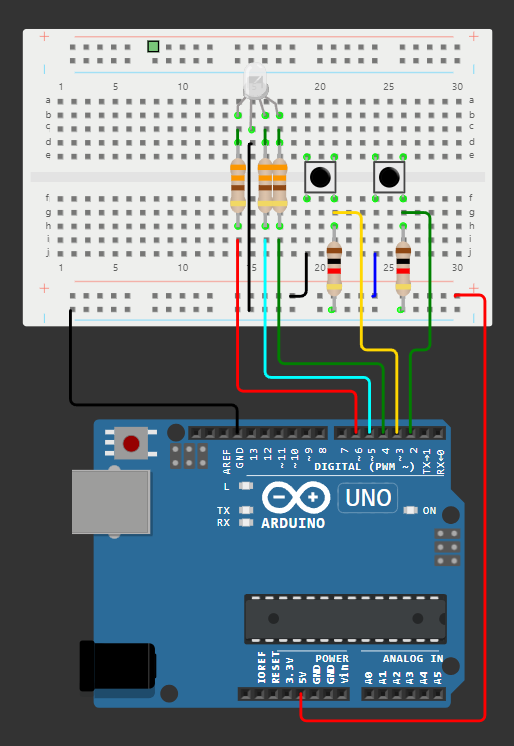 + +
1 5 10 20 25 30
a a
b b
c c
d d
e e
f f
g g
h h
i i
j j
1 5 10 15 20 25 30
+ +
AREF GND 13 12 ~11 ~10 ~9 8 7 ~6 ~5 4 ~3 2 TX→1 RX←0
DIGITAL (PWM ~)
L
TX
RX
UNO
ON
ARDUINO
POWER ANALOG IN
IOREF RESET 3.3V 5V GND GND Vin A0 A1 A2 A3 A4 A5